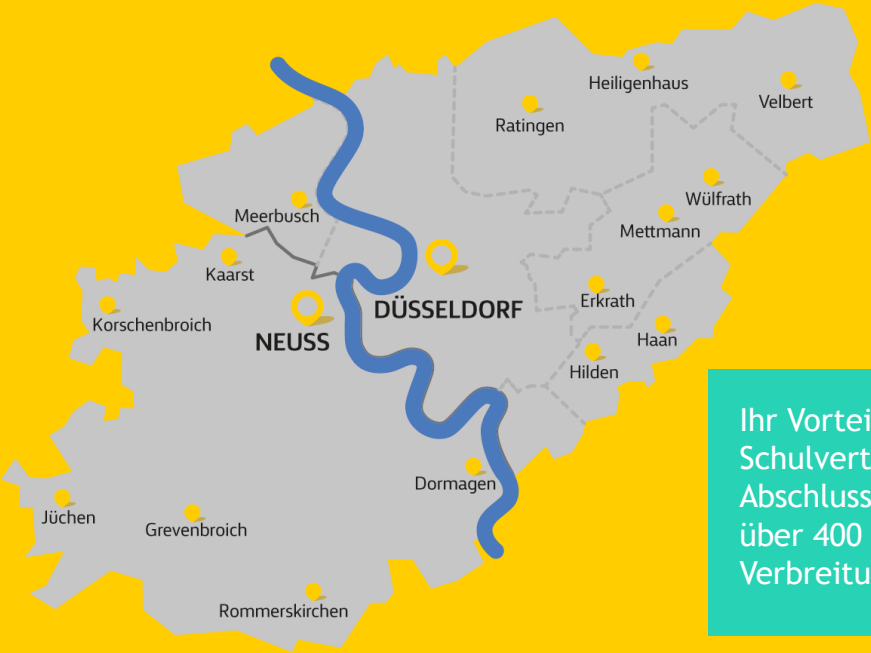 Heiligenhaus
Velbert
Ratingen
Wülfrath
Meerbusch
Mettmann
Kaarst
Erkrath
DÜSSELDORF
Korschenbroich
NEUSS
Haan
Hilden
Dormagen
Jüchen
Grevenbroich
Rommerskirchen
Ihr Vortei
Schulvert
Abschluss
über 400
Verbreitu